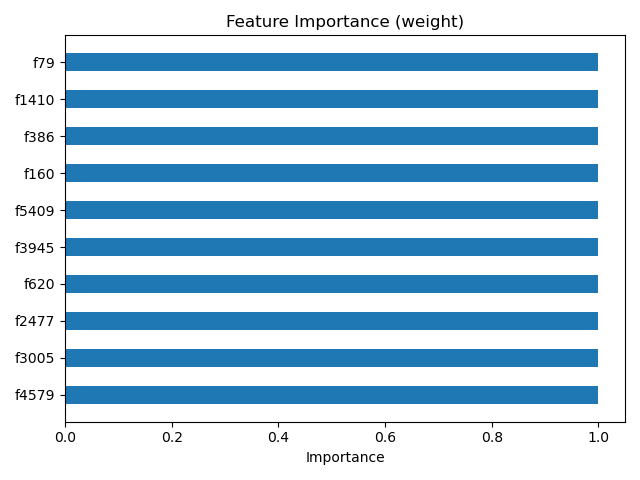 Feature Importance (weight)
f79
f1410
f386
f160
f5409
f3945
f620
f2477
f3005
f4579
0.0 0.2 0.4 0.6 0.8 1.0
Importance